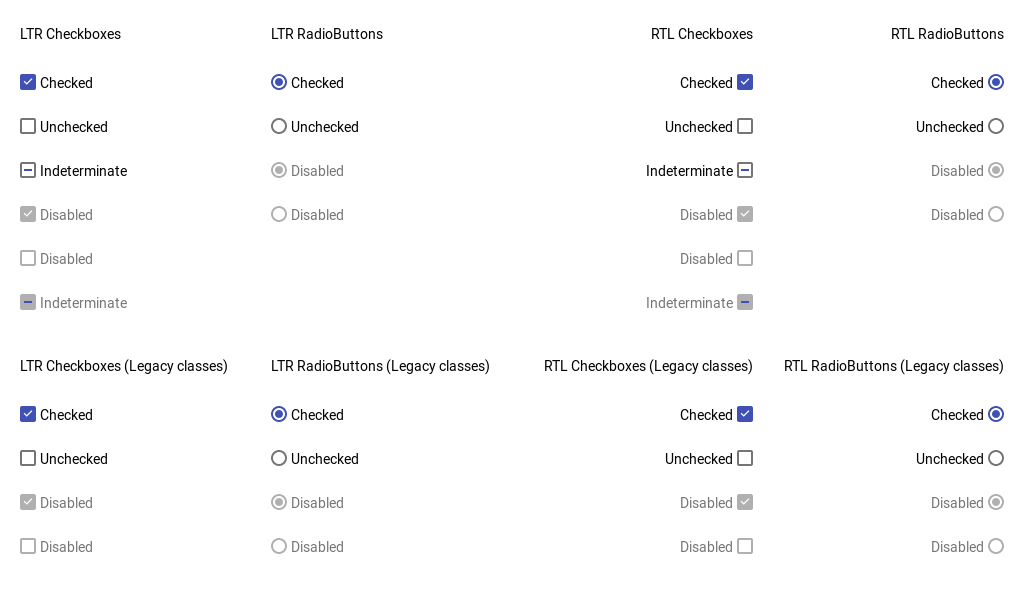 LTR Checkboxes
Checked
Unchecked
Indeterminate
Disabled
Disabled
Indeterminate
LTR RadioButtons
Checked
Unchecked
Disabled
Disabled
RTL Checkboxes
Checked
Unchecked
Indeterminate
Disabled
Disabled
Indeterminate
RTL RadioButtons
Checked
Unchecked
Disabled
Disabled
LTR Checkboxes (Legacy classes)
Checked
Unchecked
Disabled
Disabled
LTR RadioButtons (Legacy classes)
Checked
Unchecked
Disabled
Disabled
RTL Checkboxes (Legacy classes)
Checked
Unchecked
Disabled
Disabled
RTL RadioButtons (Legacy classes)
Checked
Unchecked
Disabled
Disabled